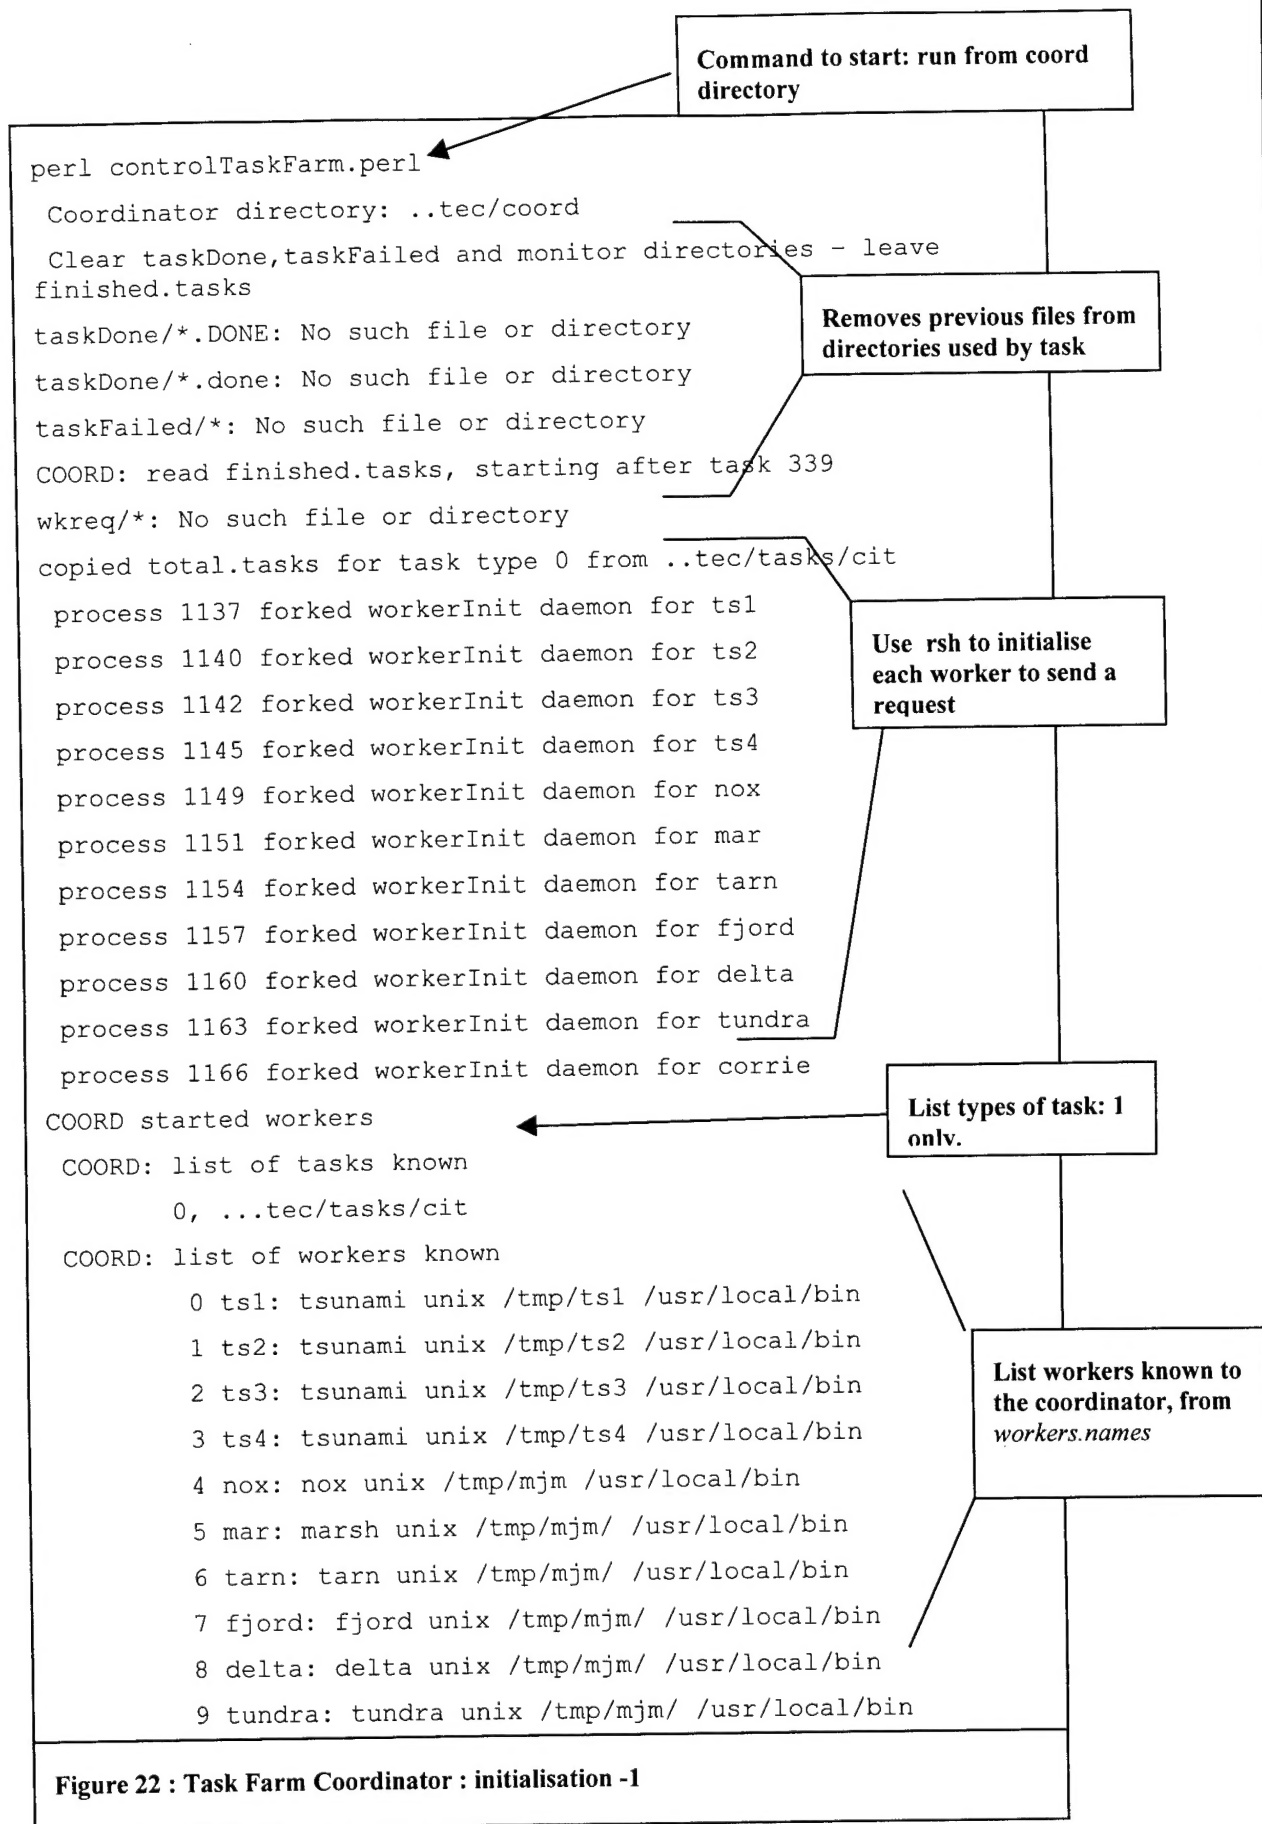 Command to start: run from coord
directory
perl controlTaskFarm.perl
Coordinator directory: ..tec/coord
Clear taskDone,taskFailed and monitor directories – leave
finished.tasks
taskDone/*.DONE: No such file or directory
taskDone/*.done: No such file or directory
taskFailed/*: No such file or directory
COORD: read finished.tasks, starting after task 339
wkreq/*: No such file or directory
Removes previous files from
directories used by task
copied total.tasks for task type 0 from ..tec/tasks/cit
process 1137 forked workerInit daemon for ts1
process 1140 forked workerInit daemon for ts2
process 1142 forked workerInit daemon for ts3
process 1145 forked workerInit daemon for ts4
process 1149 forked workerInit daemon for nox
process 1151 forked workerInit daemon for mar
process 1154 forked workerInit daemon for tarn
process 1157 forked workerInit daemon for fjord
process 1160 forked workerInit daemon for delta
process 1163 forked workerInit daemon for tundra
process 1166 forked workerInit daemon for corrie
Use rsh to initialise
each worker to send a
request
COORD started workers
COORD: list of tasks known
0, ...tec/tasks/cit
List types of task: 1
only.
COORD: list of workers known
0 ts1: tsunami unix /tmp/ts1 /usr/local/bin
1 ts2: tsunami unix /tmp/ts2 /usr/local/bin
2 ts3: tsunami unix /tmp/ts3 /usr/local/bin
3 ts4: tsunami unix /tmp/ts4 /usr/local/bin
4 nox: nox unix /tmp/mjm /usr/local/bin
5 mar: marsh unix /tmp/mjm/ /usr/local/bin
6 tarn: tarn unix /tmp/mjm/ /usr/local/bin
7 fjord: fjord unix /tmp/mjm/ /usr/local/bin
8 delta: delta unix /tmp/mjm/ /usr/local/bin
9 tundra: tundra unix /tmp/mjm/ /usr/local/bin
List workers known to
the coordinator, from
workers.names
Figure 22 : Task Farm Coordinator : initialisation -1